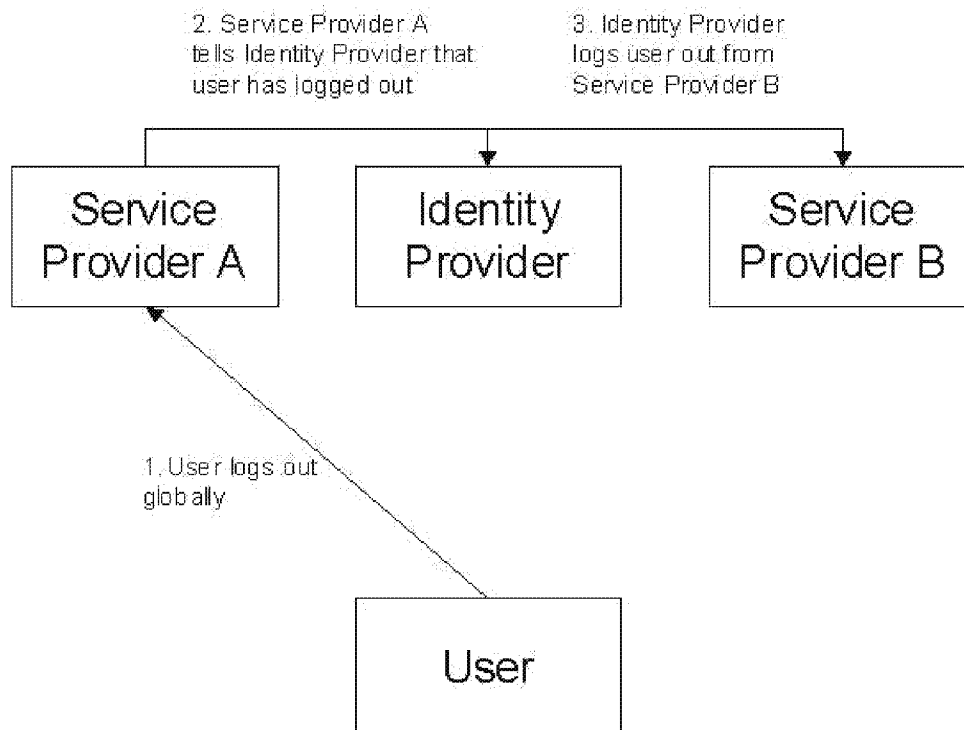 2. Service Provider A
tells Identity Provider that
user has logged out
3. Identity Provider
logs user out from
Service Provider B
Service
Provider A
Identity
Provider
Service
Provider B
1. User logs out
globally
User